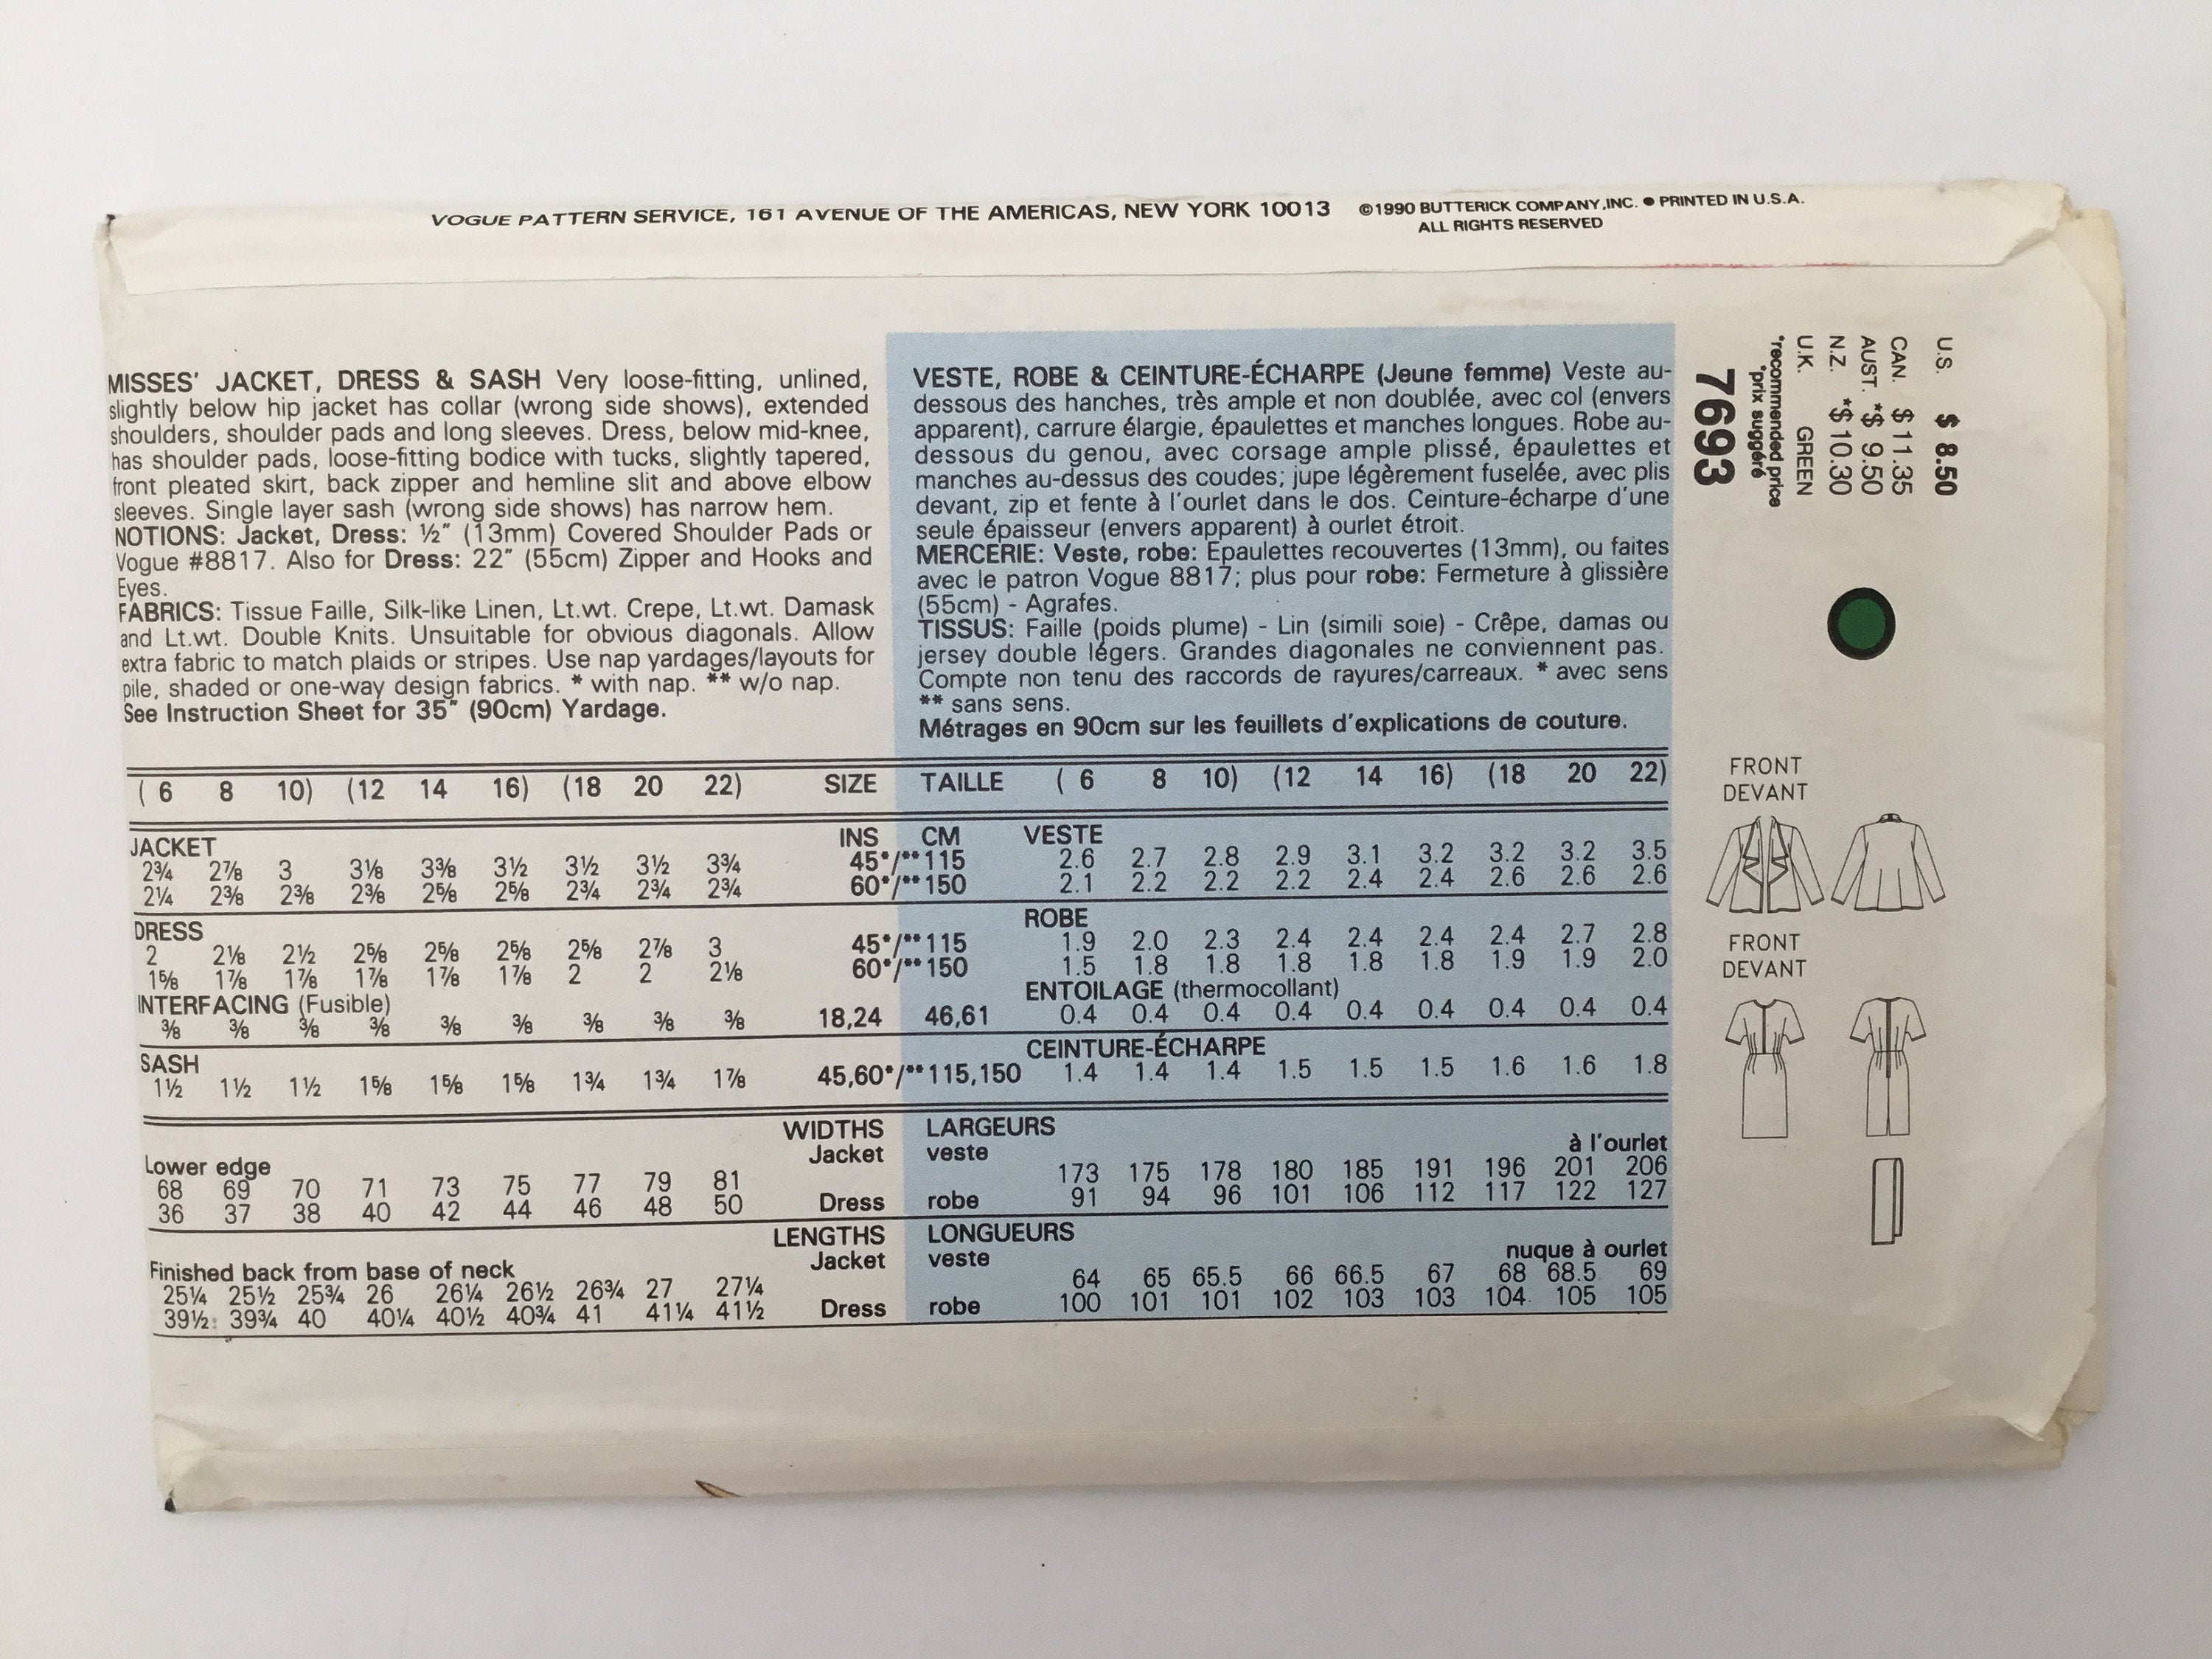 VOGUE PATTERN SERVICE, 161 AVENUE OF THE AMERICAS, NEW YORK 10013 ©1990 BUTTERICK COMPANY,INC. ● PRINTED IN U.S.A.
ALL RIGHTS RESERVED
MISSES' JACKET, DRESS & SASH Very loose-fitting, unlined,
slightly below hip jacket has collar (wrong side shows), extended
shoulders, shoulder pads and long sleeves. Dress, below mid-knee,
has shoulder pads, loose-fitting bodice with tucks, slightly tapered,
front pleated skirt, back zipper and hemline slit and above elbow
sleeves. Single layer sash (wrong side shows) has narrow hem.
NOTIONS: Jacket, Dress: ½" (13mm) Covered Shoulder Pads or
Vogue #8817. Also for Dress: 22" (55cm) Zipper and Hooks and
Eyes.
FABRICS: Tissue Faille, Silk-like Linen, Lt.wt. Crepe, Lt.wt. Damask
and Lt.wt. Double Knits. Unsuitable for obvious diagonals. Allow
extra fabric to match plaids or stripes. Use nap yardages/layouts for
pile, shaded or one-way design fabrics. * with nap. ** w/o nap.
See Instruction Sheet for 35" (90cm) Yardage.
VESTE, ROBE & CEINTURE-ÉCHARPE (Jeune femme) Veste au-
dessous des hanches, très ample et non doublée, avec col (envers
apparent), carrure élargie, épaulettes et manches longues. Robe au-
dessous du genou, avec corsage ample plissé, épaulettes et
manches au-dessus des coudes; jupe légèrement fuselée, avec plis
devant, zip et fente à l'ourlet dans le dos. Ceinture-écharpe d'une
seule épaisseur (envers apparent) à ourlet étroit.
MERCERIE: Veste, robe: Epaulettes recouvertes (13mm), ou faites
avec le patron Vogue 8817; plus pour robe: Fermeture à glissière
(55cm) - Agrafes.
TISSUS: Faille (poids plume) - Lin (simili soie) - Crêpe, damas ou
jersey double légers. Grandes diagonales ne conviennent pas.
Compte non tenu des raccords de rayures/carreaux. * avec sens
** sans sens.
Métrages en 90cm sur les feuillets d'explications de couture.
( 6 8 10) (12 14 16) (18 20 22) SIZE TAILLE ( 6 8 10) (12 14 16) (18 20 22)
JACKET INS CM VESTE
2¾ 2⅞ 3 3⅛ 3⅜ 3½ 3½ 3½ 3¾ 45*/**115 2.6 2.7 2.8 2.9 3.1 3.2 3.2 3.2 3.5
2¼ 2⅜ 2⅜ 2⅜ 2⅝ 2⅝ 2¾ 2¾ 2¾ 60*/**150 2.1 2.2 2.2 2.2 2.4 2.4 2.6 2.6 2.6
DRESS ROBE
2 2⅛ 2½ 2⅝ 2⅝ 2⅝ 2⅝ 2⅞ 3 45*/**115 1.9 2.0 2.3 2.4 2.4 2.4 2.4 2.7 2.8
1⅝ 1⅞ 1⅞ 1⅞ 1⅞ 1⅞ 2 2 2⅛ 60*/**150 1.5 1.8 1.8 1.8 1.8 1.8 1.9 1.9 2.0
INTERFACING (Fusible) ENTOILAGE (thermocollant)
⅜ ⅜ ⅜ ⅜ ⅜ ⅜ ⅜ ⅜ ⅜ 18,24 46,61 0.4 0.4 0.4 0.4 0.4 0.4 0.4 0.4 0.4
SASH CEINTURE-ÉCHARPE
1½ 1½ 1½ 1⅝ 1⅝ 1⅝ 1¾ 1¾ 1⅞ 45,60*/**115,150 1.4 1.4 1.4 1.5 1.5 1.5 1.6 1.6 1.8
WIDTHS LARGEURS
Lower edge Jacket veste à l'ourlet
68 69 70 71 73 75 77 79 81 173 175 178 180 185 191 196 201 206
36 37 38 40 42 44 46 48 50 Dress robe 91 94 96 101 106 112 117 122 127
LENGTHS LONGUEURS
Finished back from base of neck Jacket veste nuque à ourlet
25¼ 25½ 25¾ 26 26¼ 26½ 26¾ 27 27¼ 64 65 65.5 66 66.5 67 68 68.5 69
39½ 39¾ 40 40¼ 40½ 40¾ 41 41¼ 41½ Dress robe 100 101 101 102 103 103 104 105 105
U.S. $ 8.50
CAN. $ 11.35
AUST. *$ 9.50
N.Z. *$ 10.30
U.K. GREEN
*recommended price
*prix suggéré
7693
FRONT
DEVANT
FRONT
DEVANT